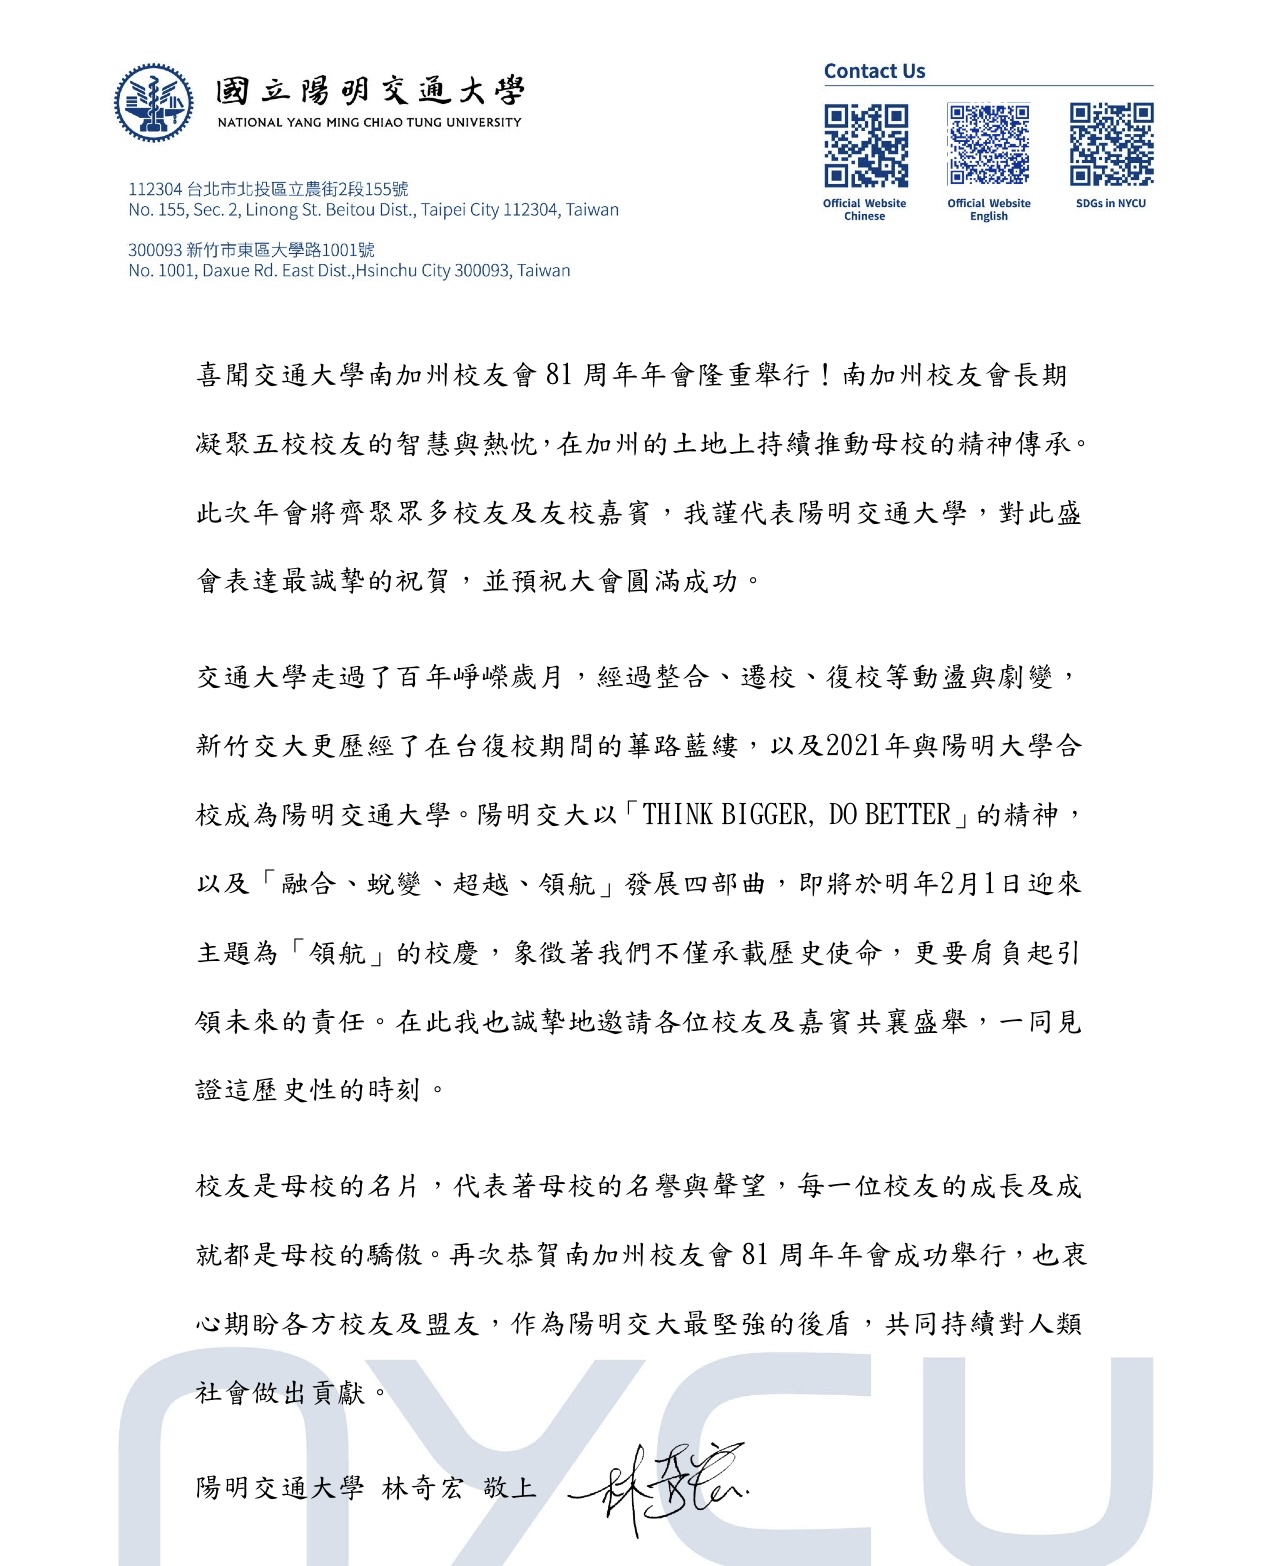 國立陽明交通大學
NATIONAL YANG MING CHIAO TUNG UNIVERSITY
Contact Us
Official Website
Chinese
Official Website
English
SDGs in NYCU
112304 台北市北投區立農街2段155號
No. 155, Sec. 2, Linong St. Beitou Dist., Taipei City 112304, Taiwan
300093 新竹市東區大學路1001號
No. 1001, Daxue Rd. East Dist.,Hsinchu City 300093, Taiwan
喜聞交通大學南加州校友會 81 周年年會隆重舉行！南加州校友會長期
凝聚五校校友的智慧與熱忱，在加州的土地上持續推動母校的精神傳承。
此次年會將齊聚眾多校友及友校嘉賓，我謹代表陽明交通大學，對此盛
會表達最誠摯的祝賀，並預祝大會圓滿成功。
交通大學走過了百年崢嶸歲月，經過整合、遷校、復校等動盪與劇變，
新竹交大更歷經了在台復校期間的蓽路藍縷，以及2021年與陽明大學合
校成為陽明交通大學。陽明交大以「THINK BIGGER, DO BETTER」的精神，
以及「融合、蛻變、超越、領航」發展四部曲，即將於明年2月1日迎來
主題為「領航」的校慶，象徵著我們不僅承載歷史使命，更要肩負起引
領未來的責任。在此我也誠摯地邀請各位校友及嘉賓共襄盛舉，一同見
證這歷史性的時刻。
校友是母校的名片，代表著母校的名譽與聲望，每一位校友的成長及成
就都是母校的驕傲。再次恭賀南加州校友會 81 周年年會成功舉行，也衷
心期盼各方校友及盟友，作為陽明交大最堅強的後盾，共同持續對人類
社會做出貢獻。
陽明交通大學 林奇宏 敬上 林奇宏
NYCU